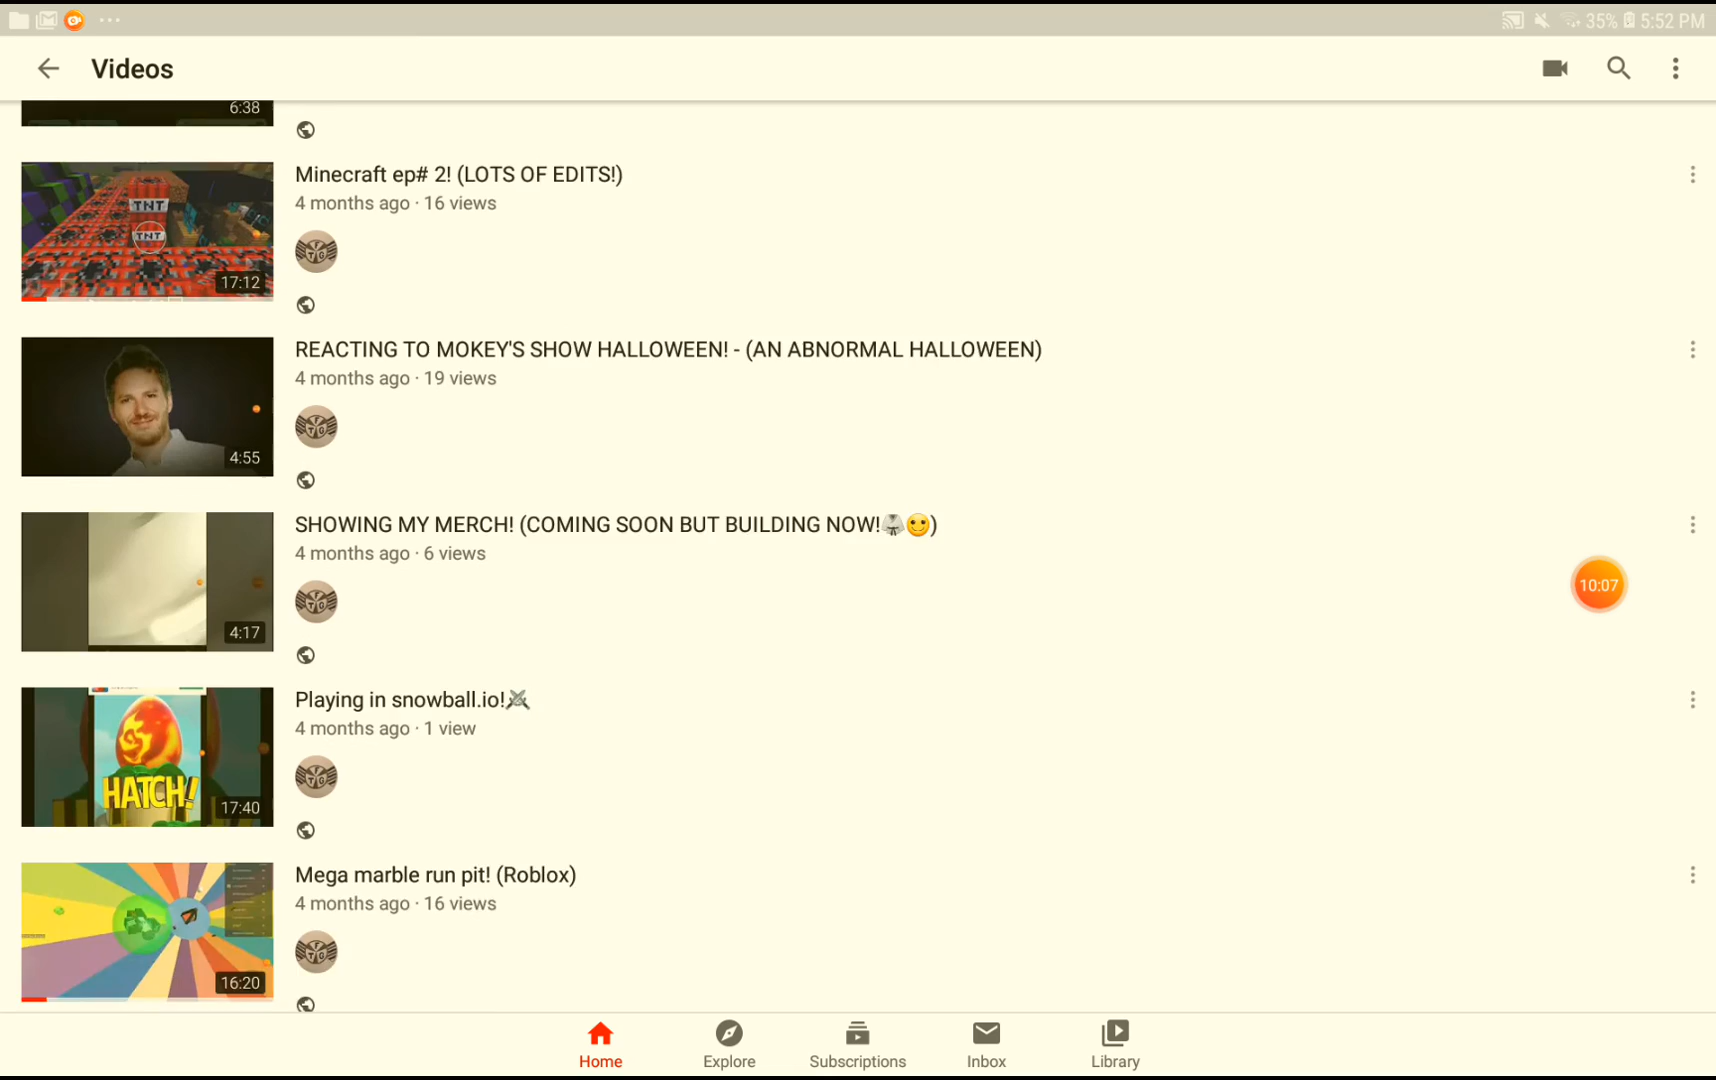 35% 5:52 PM
Videos
6:38
Minecraft ep# 2! (LOTS OF EDITS!)
4 months ago · 16 views
TNT
TNT
17:12
REACTING TO MOKEY'S SHOW HALLOWEEN! - (AN ABNORMAL HALLOWEEN)
4 months ago · 19 views
4:55
SHOWING MY MERCH! (COMING SOON BUT BUILDING NOW!🥋🙂)
4 months ago · 6 views
10:07
4:17
Playing in snowball.io!⚔
4 months ago · 1 view
HATCH!
17:40
Mega marble run pit! (Roblox)
4 months ago · 16 views
16:20
Home Explore Subscriptions Inbox Library